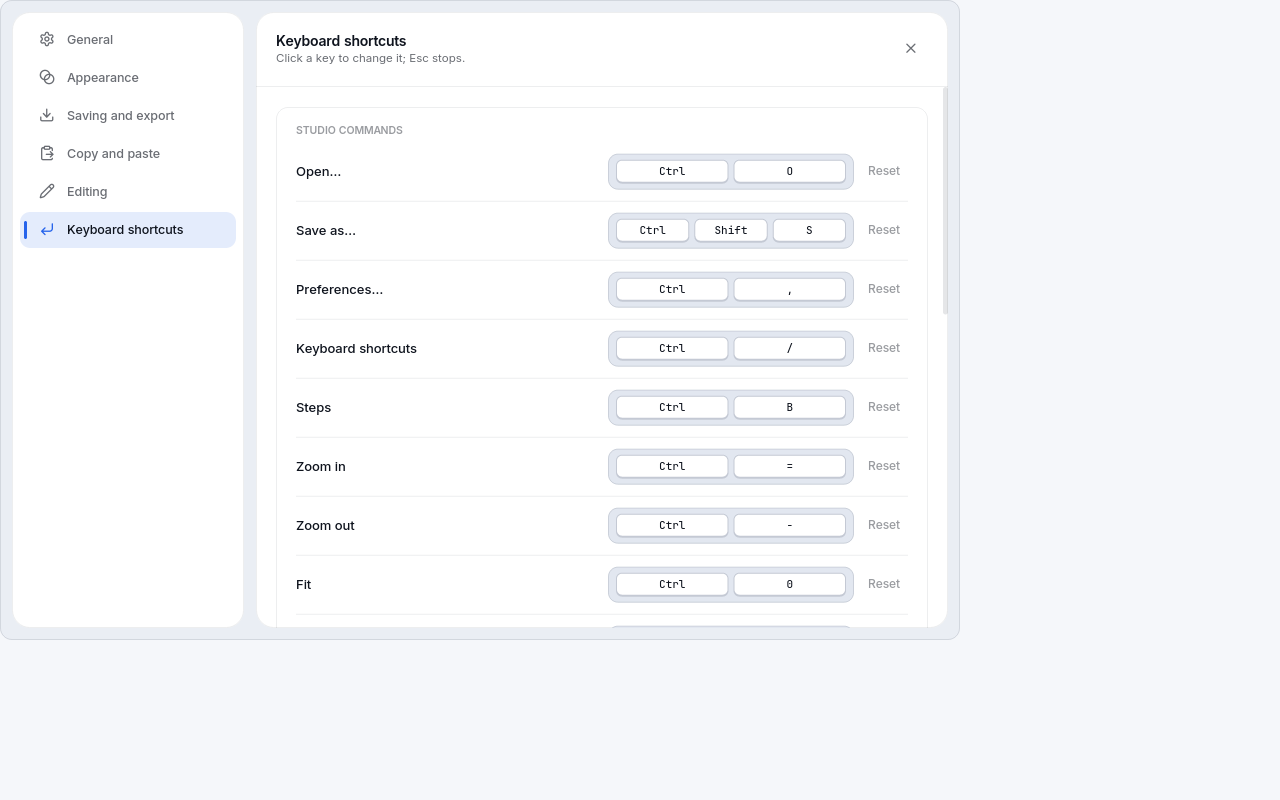 General
Appearance
Saving and export
Copy and paste
Editing
Keyboard shortcuts
Keyboard shortcuts
Click a key to change it; Esc stops.
STUDIO COMMANDS
Open... Ctrl O Reset
Save as... Ctrl Shift S Reset
Preferences... Ctrl , Reset
Keyboard shortcuts Ctrl / Reset
Steps Ctrl B Reset
Zoom in Ctrl = Reset
Zoom out Ctrl - Reset
Fit Ctrl 0 Reset